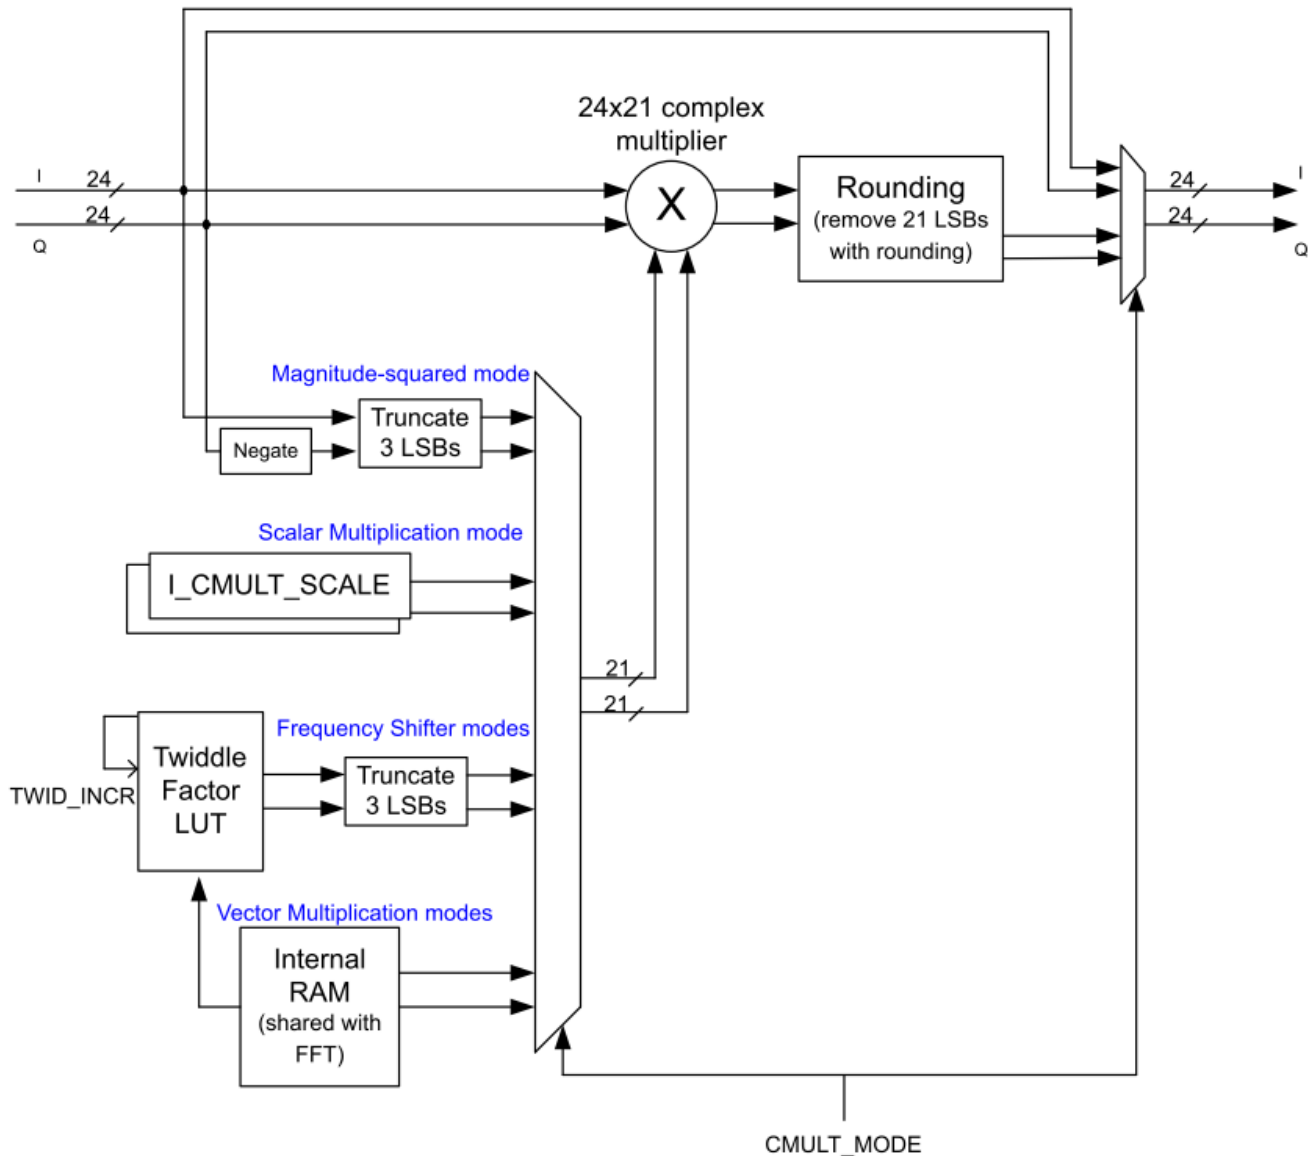 24x21 complex
multiplier
I
24
24
Q
X
Rounding
(remove 21 LSBs
with rounding)
24
24
I
Q
Magnitude-squared mode
Negate
Truncate
3 LSBs
Scalar Multiplication mode
I_CMULT_SCALE
21
21
Frequency Shifter modes
Twiddle
Factor
LUT
TWID_INCR
Truncate
3 LSBs
Vector Multiplication modes
Internal
RAM
(shared with
FFT)
CMULT_MODE